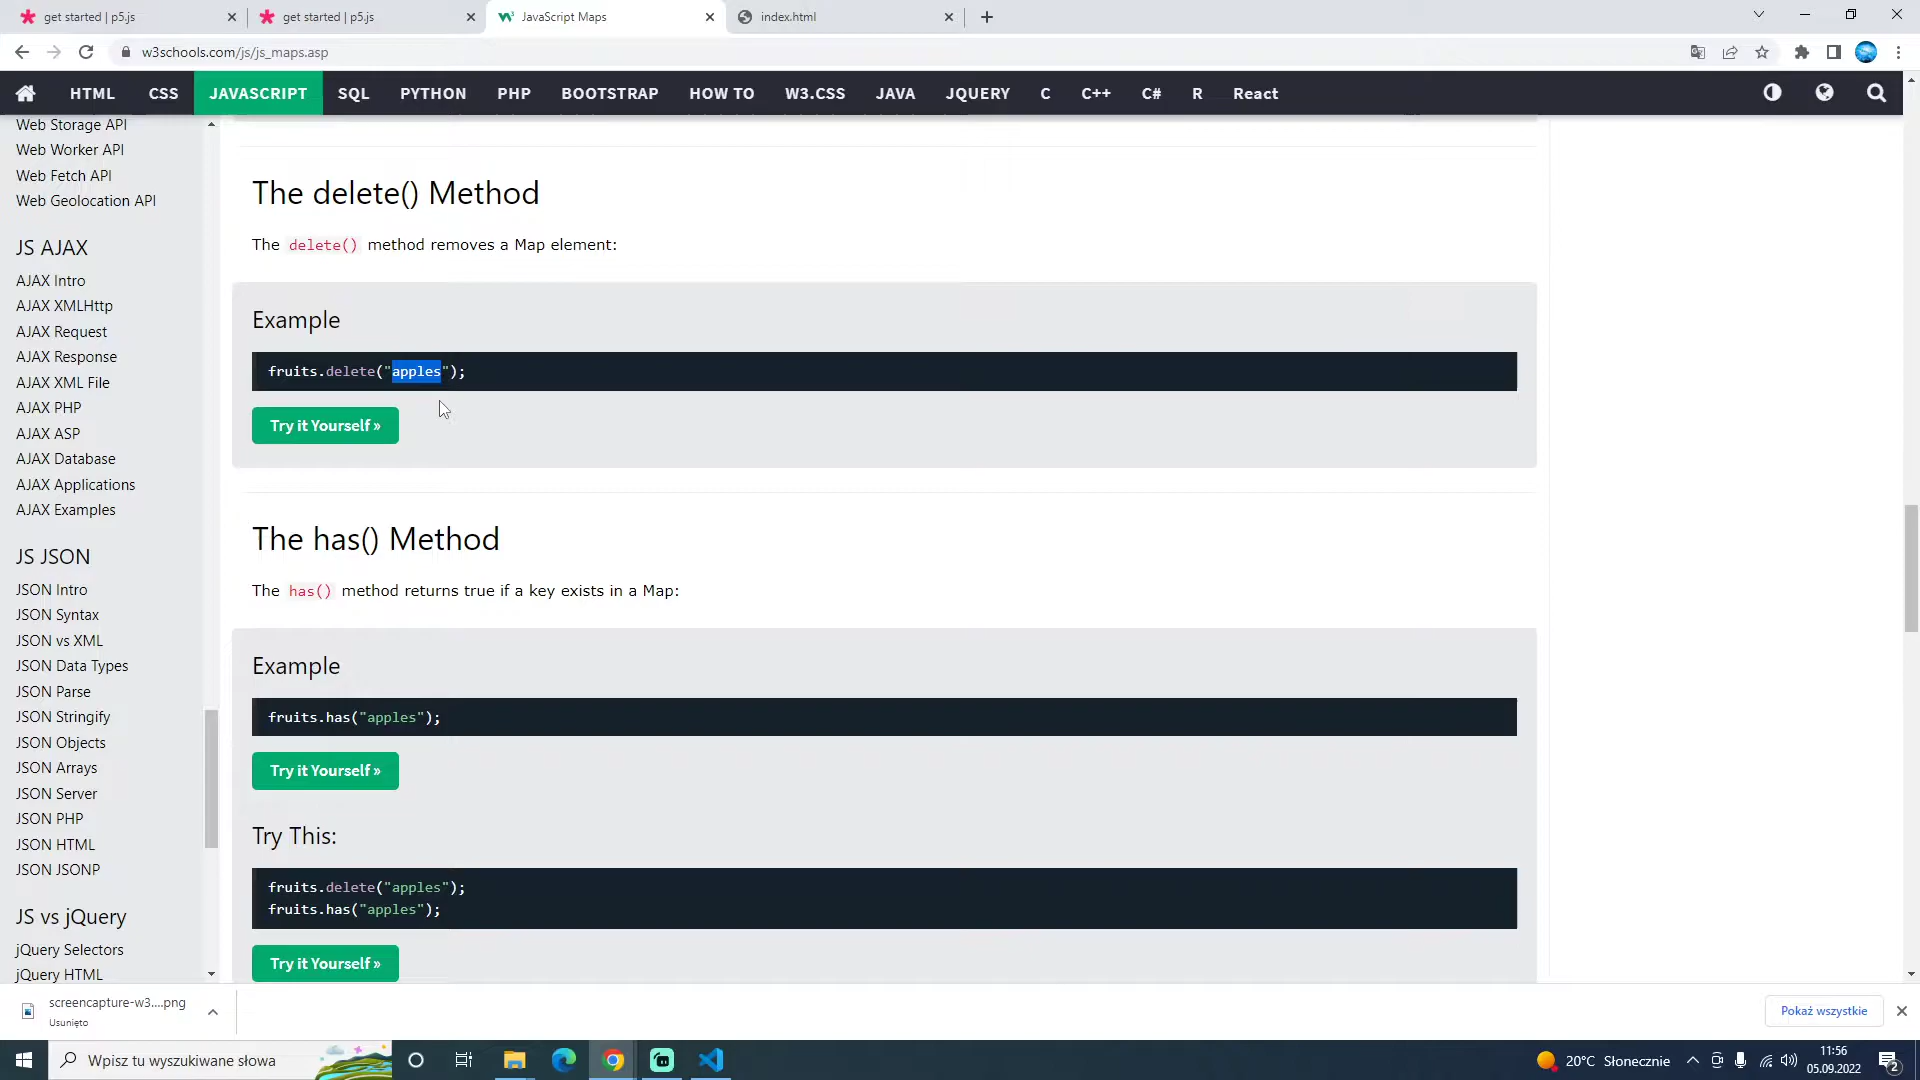 get started | p5.js
get started | p5.js
JavaScript Maps
index.html
w3schools.com/js/js_maps.asp
HTML CSS JAVASCRIPT SQL PYTHON PHP BOOTSTRAP HOW TO W3.CSS JAVA JQUERY C C++ C# R React
Web Storage API
Web Worker API
Web Fetch API
Web Geolocation API
JS AJAX
AJAX Intro
AJAX XMLHttp
AJAX Request
AJAX Response
AJAX XML File
AJAX PHP
AJAX ASP
AJAX Database
AJAX Applications
AJAX Examples
JS JSON
JSON Intro
JSON Syntax
JSON vs XML
JSON Data Types
JSON Parse
JSON Stringify
JSON Objects
JSON Arrays
JSON Server
JSON PHP
JSON HTML
JSON JSONP
JS vs jQuery
jQuery Selectors
jQuery HTML
The delete() Method
The delete() method removes a Map element:
Example
fruits.delete("apples");
Try it Yourself »
The has() Method
The has() method returns true if a key exists in a Map:
Example
fruits.has("apples");
Try it Yourself »
Try This:
fruits.delete("apples");
fruits.has("apples");
Try it Yourself »
screencapture-w3....png
Usunięto
Pokaż wszystkie
Wpisz tu wyszukiwane słowa
20°C Słonecznie
11:56
05.09.2022
2